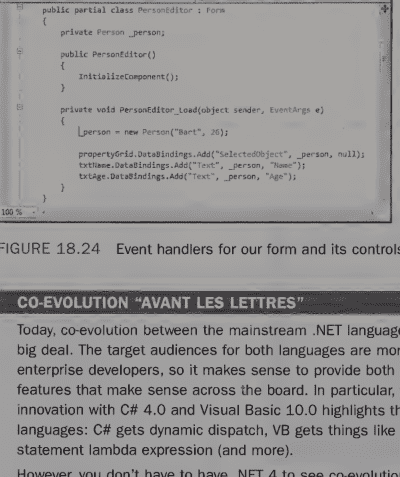 public partial class PersonEditor : Form
{
private Person _person;
public PersonEditor()
{
InitializeComponent();
}
private void PersonEditor_Load(object sender, EventArgs e)
{
_person = new Person("Bart", 26);
propertyGrid.DataBindings.Add("SelectedObject", _person, null);
txtName.DataBindings.Add("Text", _person, "Name");
txtAge.DataBindings.Add("Text", _person, "Age");
}
}
100 %
FIGURE 18.24 Event handlers for our form and its controls
CO-EVOLUTION “AVANT LES LETTRES”
Today, co-evolution between the mainstream .NET language
big deal. The target audiences for both languages are mor
enterprise developers, so it makes sense to provide both
features that make sense across the board. In particular,
innovation with C# 4.0 and Visual Basic 10.0 highlights th
languages: C# gets dynamic dispatch, VB gets things like
statement lambda expression (and more).
However, you don't have to have .NET 4 to see co-evolution